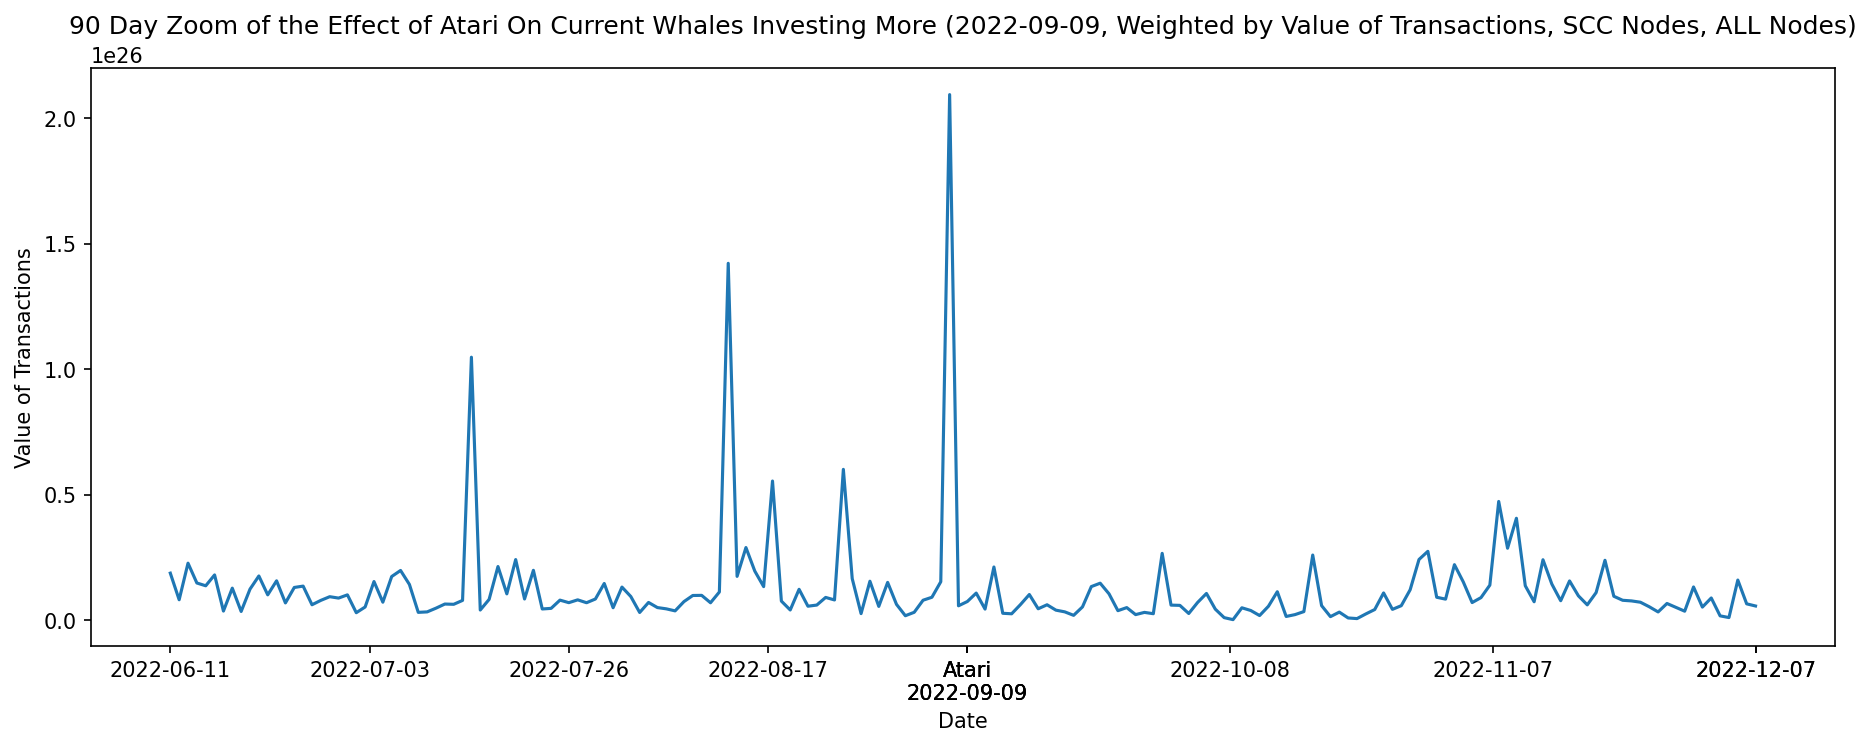 90 Day Zoom of the Effect of Atari On Current Whales Investing More (2022-09-09, Weighted by Value of Transactions, SCC Nodes, ALL Nodes)
1e26
2.0
1.5
1.0
0.5
0.0
Value of Transactions
2022-06-11 2022-07-03 2022-07-26 2022-08-17 Atari 2022-10-08 2022-11-07 2022-12-07
2022-09-09
Date